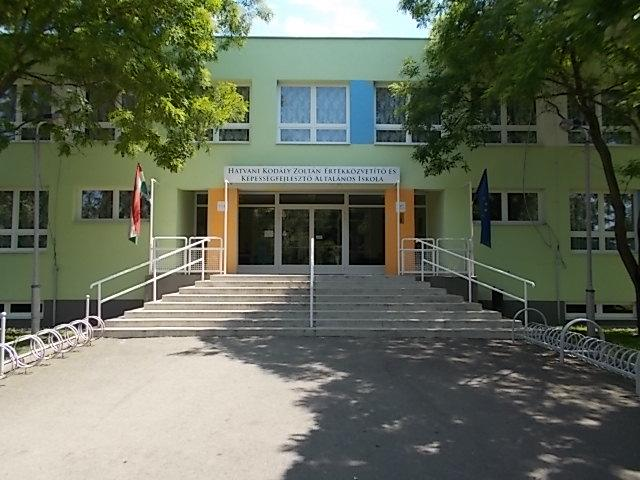 Hatvani Kodály Zoltán Értékközvetítő és
Képességfejlesztő Általános Iskola